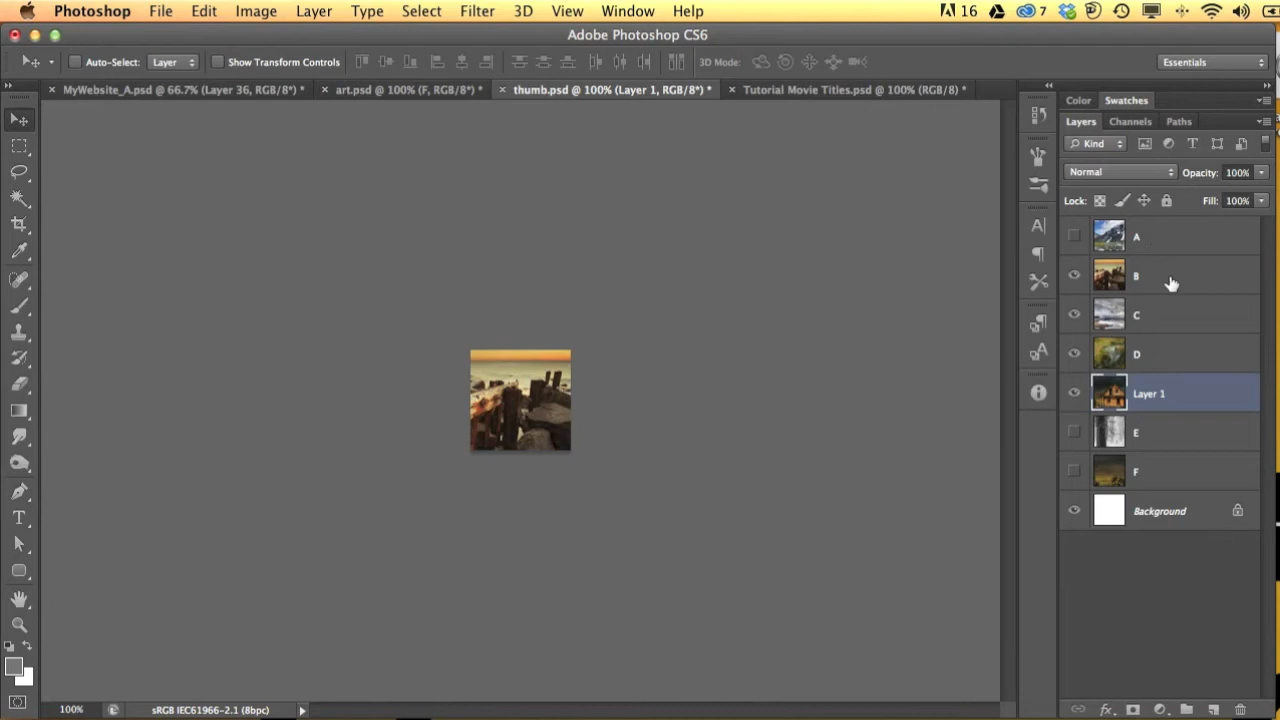 Photoshop File Edit Image Layer Type Select Filter 3D View Window Help 16 7
Adobe Photoshop CS6
Auto-Select: Layer Show Transform Controls 3D Mode: Essentials
MyWebsite_A.psd @ 66.7% (Layer 36, RGB/8*) * art.psd @ 100% (F, RGB/8*) * thumb.psd @ 100% (Layer 1, RGB/8*) * Tutorial Movie Titles.psd @ 100% (RGB/8) *
Color Swatches
Layers Channels Paths
Kind
Normal Opacity: 100%
Lock: Fill: 100%
A
B
C
D
Layer 1
E
F
Background
100% sRGB IEC61966-2.1 (8bpc)